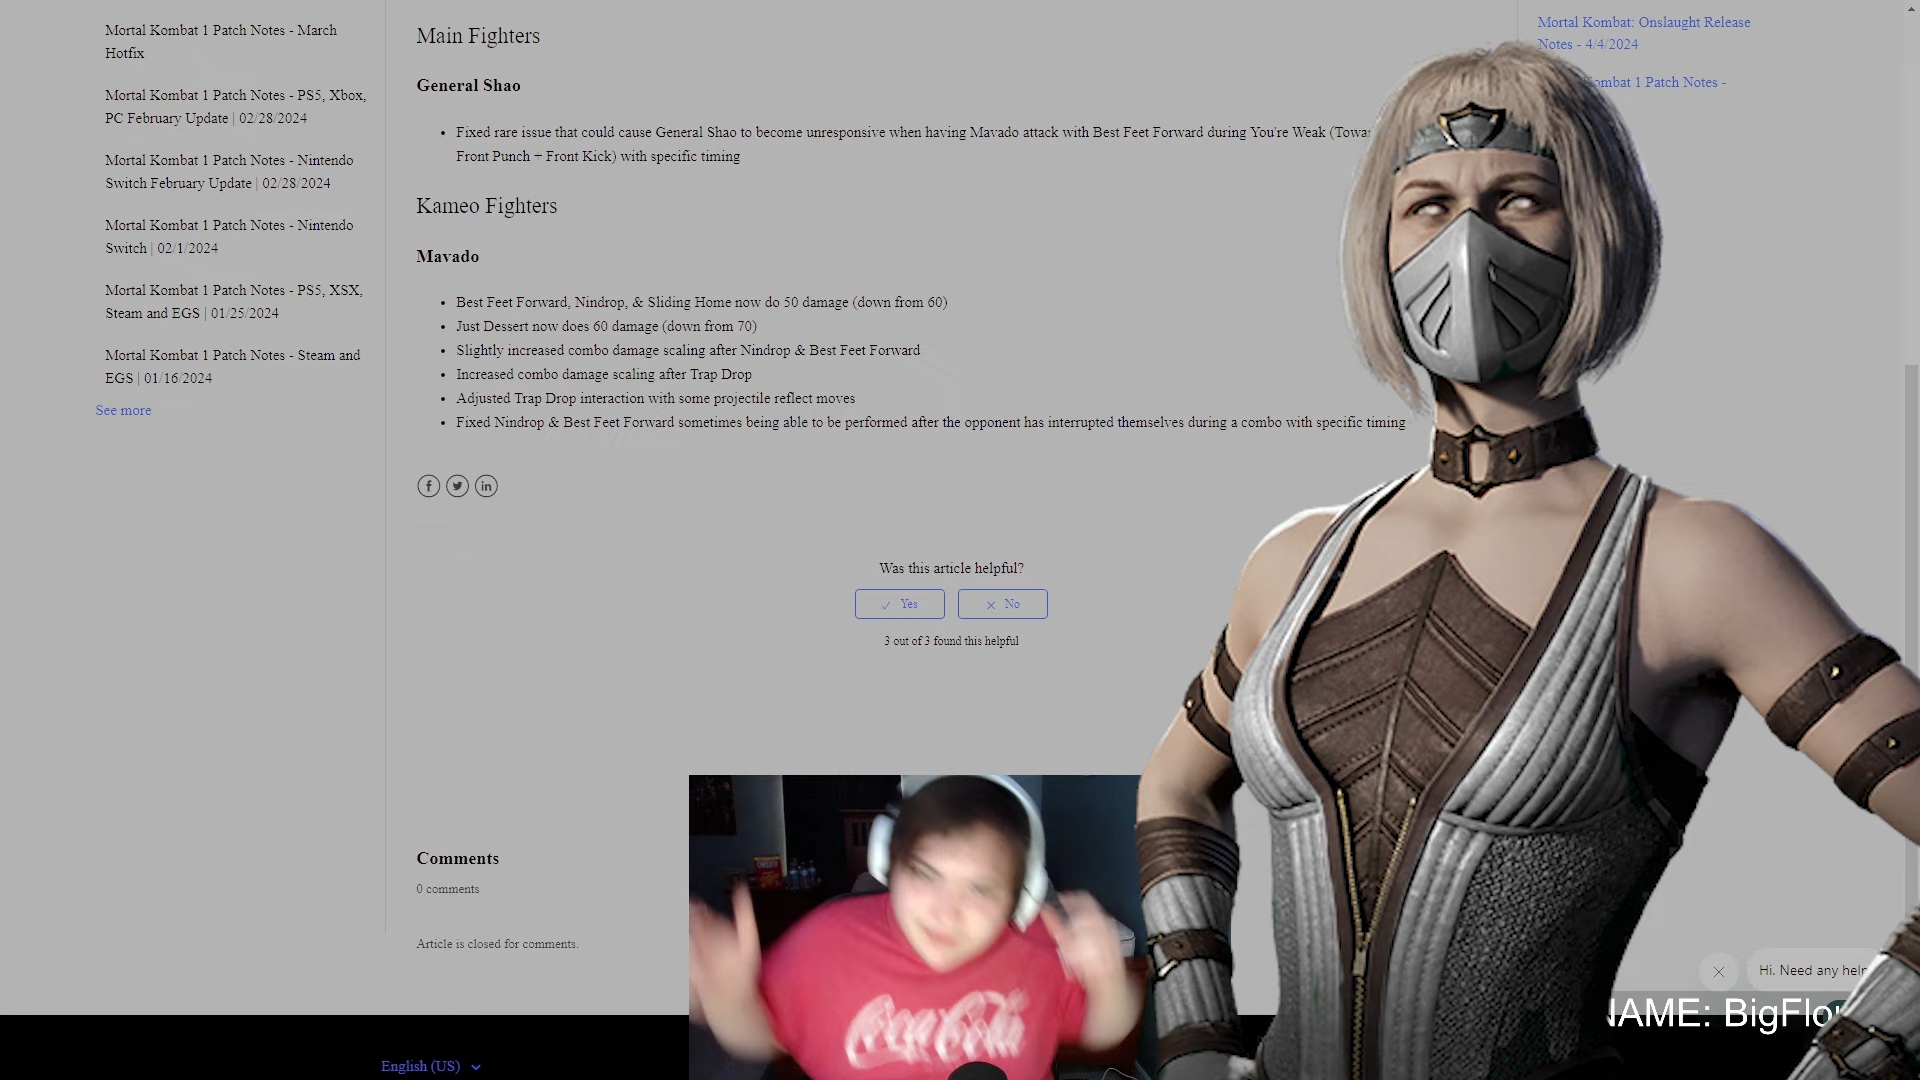 Mortal Kombat 1 Patch Notes - March
Hotfix
Mortal Kombat 1 Patch Notes - PS5, Xbox,
PC February Update | 02/28/2024
Mortal Kombat 1 Patch Notes - Nintendo
Switch February Update | 02/28/2024
Mortal Kombat 1 Patch Notes - Nintendo
Switch | 02/1/2024
Mortal Kombat 1 Patch Notes - PS5, XSX,
Steam and EGS | 01/25/2024
Mortal Kombat 1 Patch Notes - Steam and
EGS | 01/16/2024
See more
Main Fighters
General Shao
Fixed rare issue that could cause General Shao to become unresponsive when having Mavado attack with Best Feet Forward during You're Weak
Front Punch + Front Kick) with specific timing
Kameo Fighters
Mavado
Best Feet Forward, Nindrop, & Sliding Home now do 50 damage (down from 60)
Just Dessert now does 60 damage (down from 70)
Slightly increased combo damage scaling after Nindrop & Best Feet Forward
Increased combo damage scaling after Trap Drop
Adjusted Trap Drop interaction with some projectile reflect moves
Fixed Nindrop & Best Feet Forward sometimes being able to be performed after the opponent has interrupted themselves during a combo with specific timing
Was this article helpful?
Yes
No
3 out of 3 found this helpful
Comments
0 comments
Article is closed for comments.
English (US)
Mortal Kombat: Onslaught Release
Notes - 4/4/2024
Kombat 1 Patch Notes -
Coca-Cola
Hi. Need any help
NAME: BigFlo